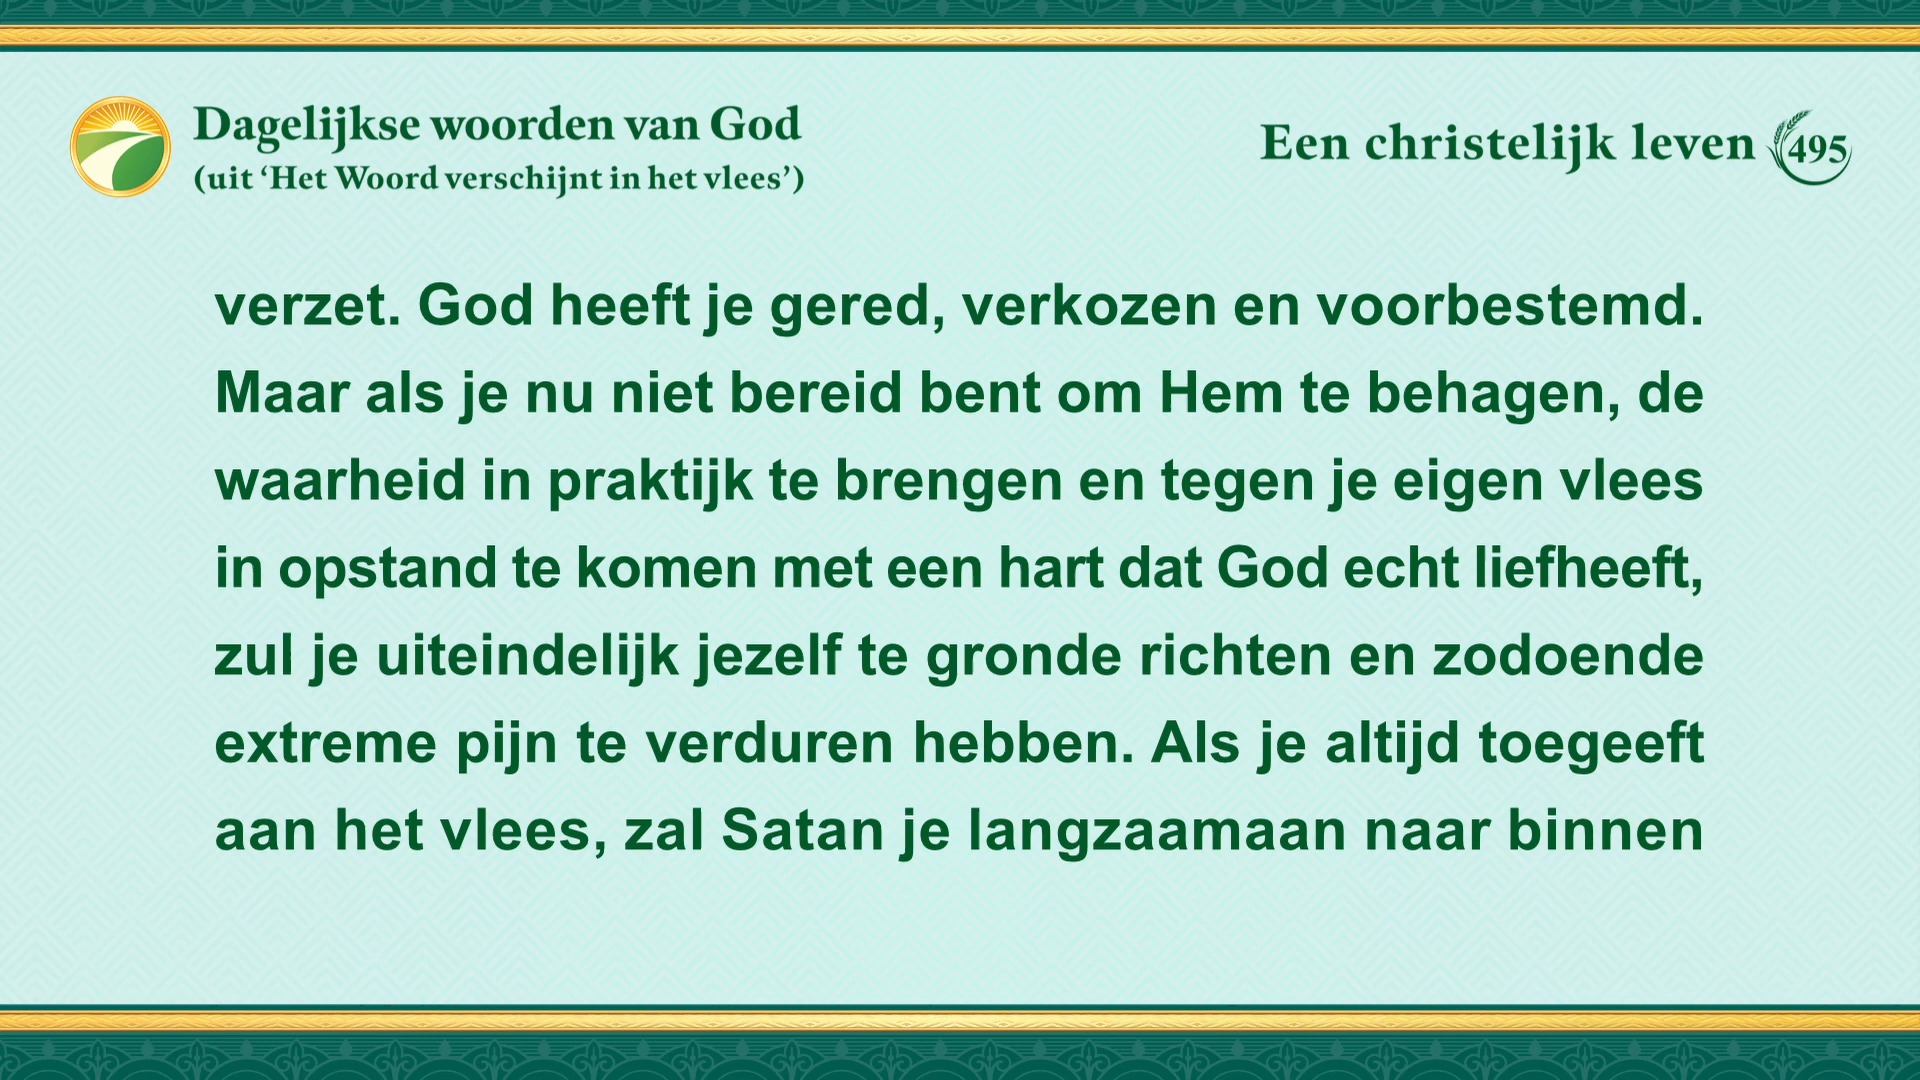 Dagelijkse woorden van God
(uit ‘Het Woord verschijnt in het vlees’)
Een christelijk leven 495
verzet. God heeft je gered, verkozen en voorbestemd.
Maar als je nu niet bereid bent om Hem te behagen, de
waarheid in praktijk te brengen en tegen je eigen vlees
in opstand te komen met een hart dat God echt liefheeft,
zul je uiteindelijk jezelf te gronde richten en zodoende
extreme pijn te verduren hebben. Als je altijd toegeeft
aan het vlees, zal Satan je langzaamaan naar binnen